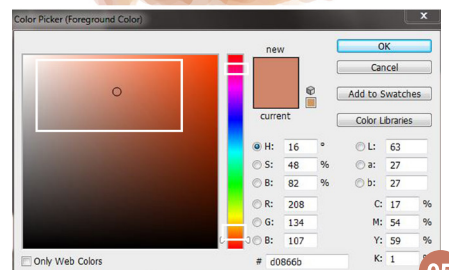 Color Picker (Foreground Color)
x
new
current
OK
Cancel
Add to Swatches
Color Libraries
H: 16 °
L: 63
S: 48 %
a: 27
B: 82 %
b: 27
R: 208
C: 17 %
G: 134
M: 54 %
B: 107
Y: 59 %
# d0866b
K: 1
Only Web Colors